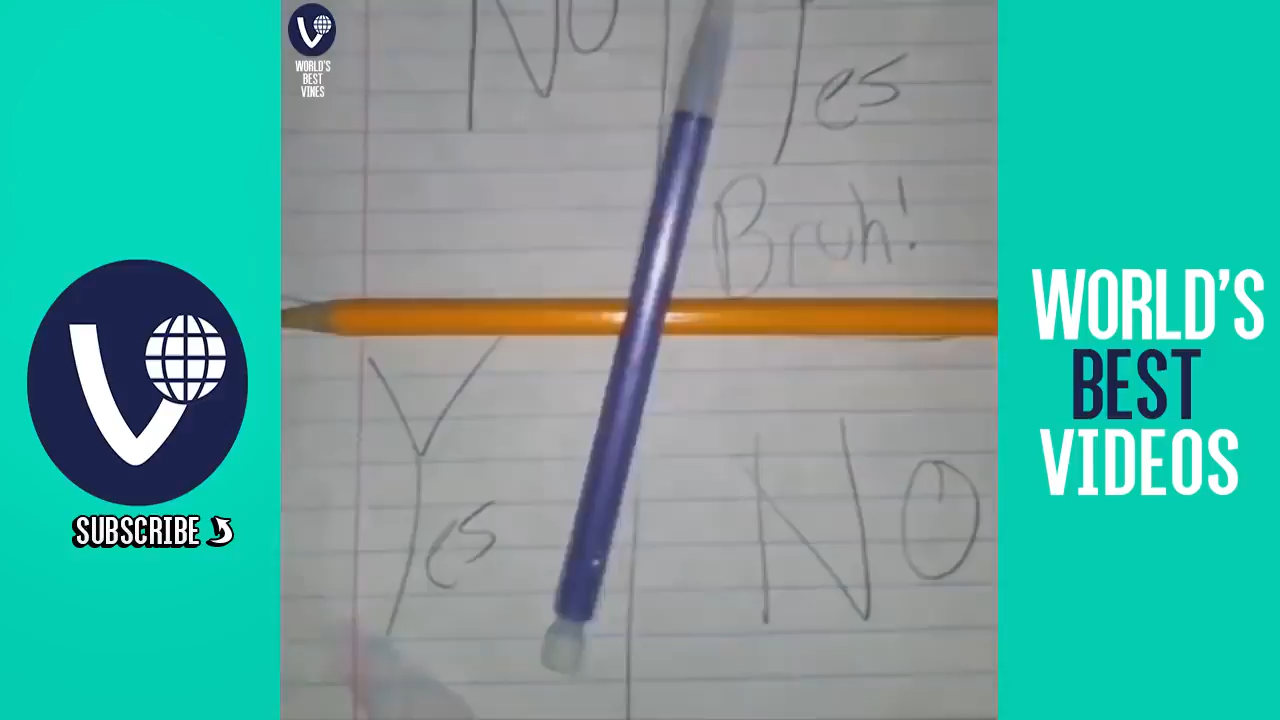 WORLD'S
BEST
VINES
No Yes
Bruh!
Yes NO
SUBSCRIBE
WORLD'S
BEST
VIDEOS